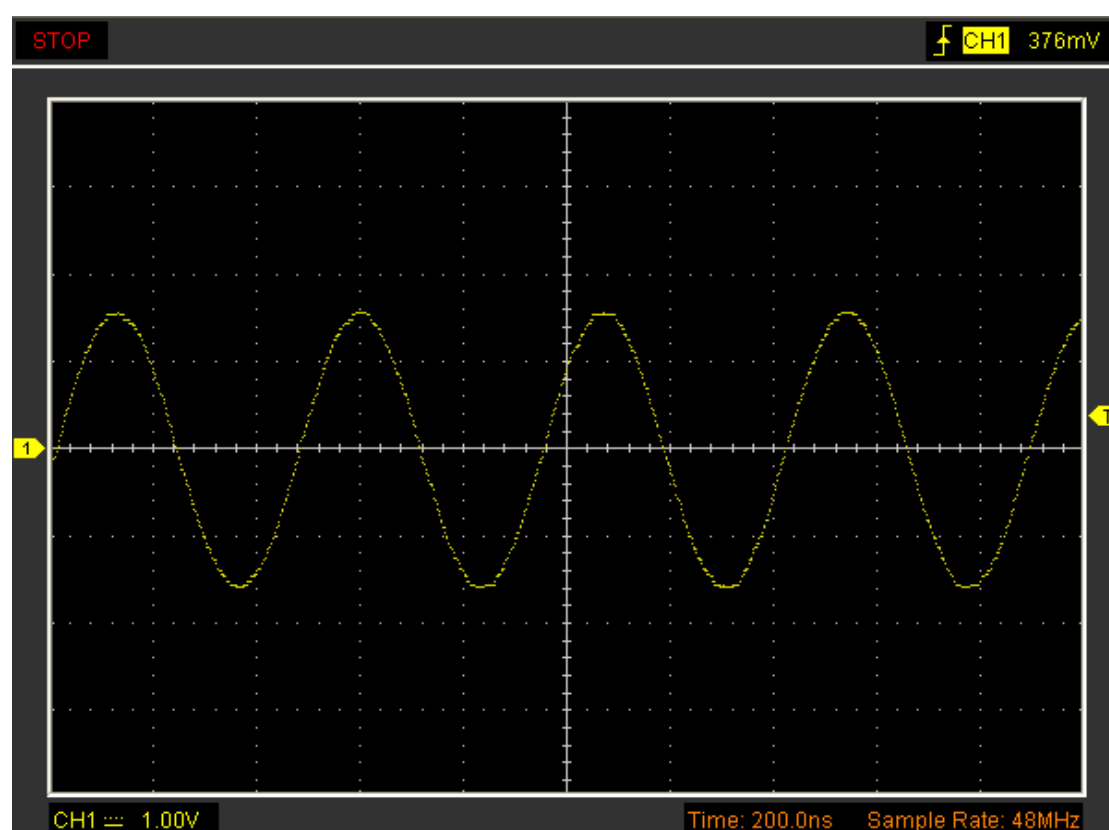 STOP
CH1 376mV
1
T
CH1 1.00V
Time: 200.0ns Sample Rate: 48MHz